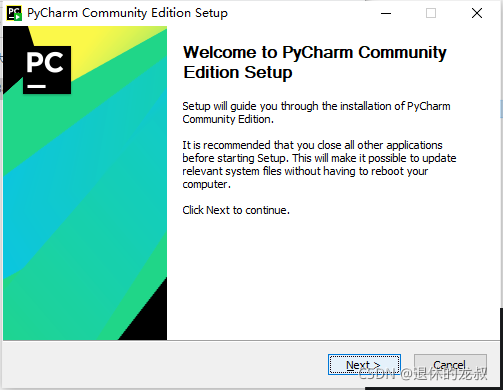 PyCharm Community Edition Setup
PC
Welcome to PyCharm Community
Edition Setup
Setup will guide you through the installation of PyCharm
Community Edition.
It is recommended that you close all other applications
before starting Setup. This will make it possible to update
relevant system files without having to reboot your
computer.
Click Next to continue.
Next >
Cancel
CSDN @退休的龙叔